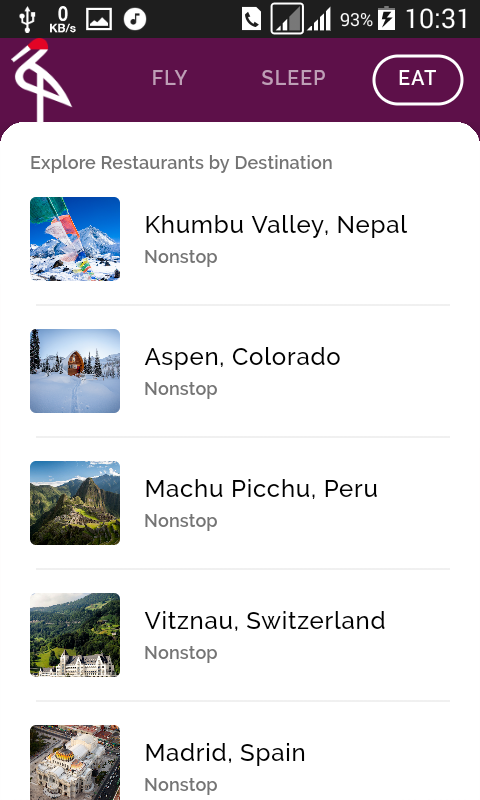 0
KB/s
93%
10:31
FLY
SLEEP
EAT
Explore Restaurants by Destination
Khumbu Valley, Nepal
Nonstop
Aspen, Colorado
Nonstop
Machu Picchu, Peru
Nonstop
Vitznau, Switzerland
Nonstop
Madrid, Spain
Nonstop